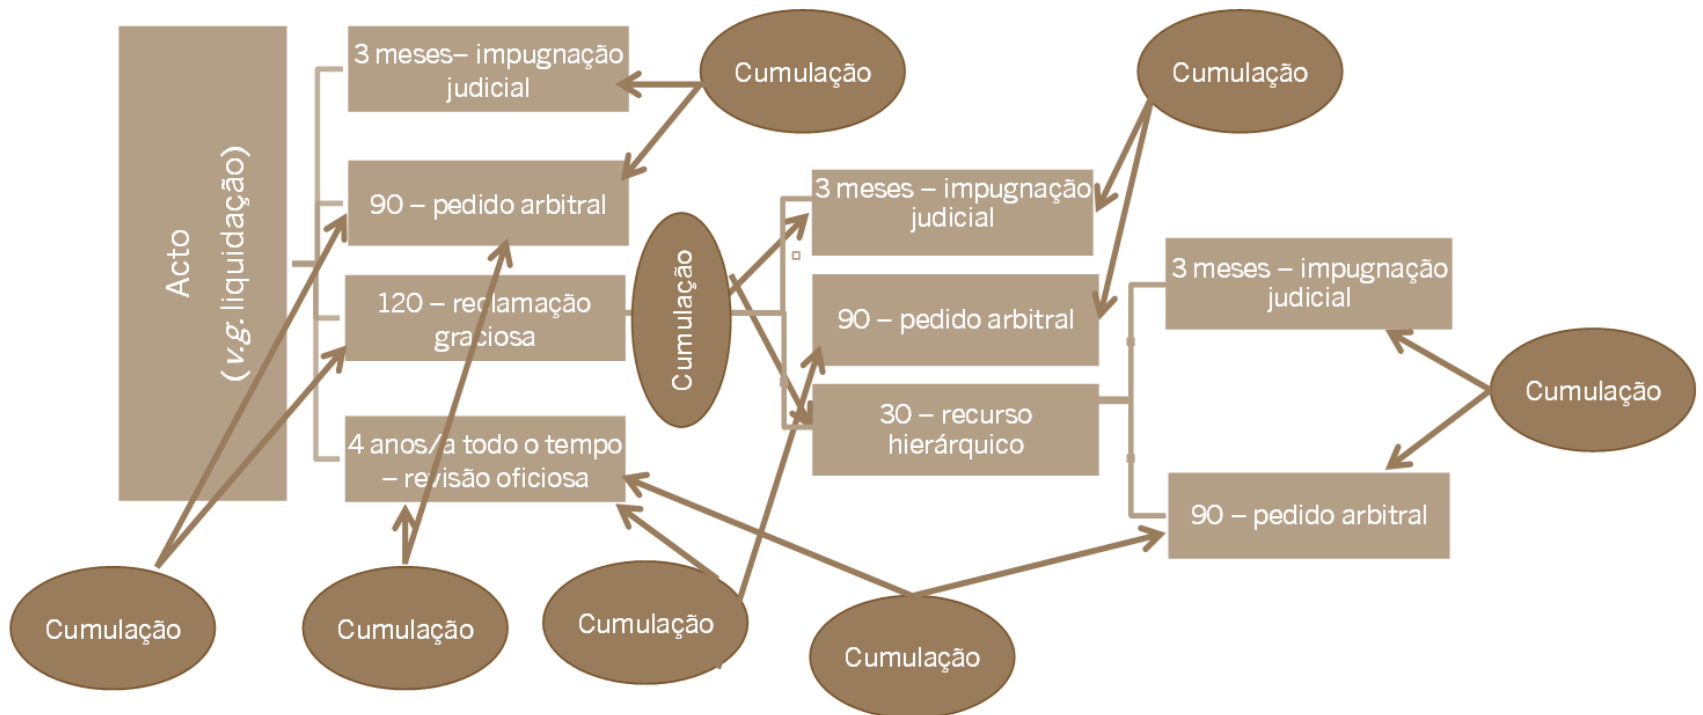 Acto
(v.g. liquidação)
3 meses– impugnação
judicial
90 – pedido arbitral
120 – reclamação
graciosa
4 anos/a todo o tempo
– revisão oficiosa
Cumulação
Cumulação
Cumulação
3 meses – impugnação
judicial
90 – pedido arbitral
30 – recurso
hierárquico
3 meses – impugnação
judicial
90 – pedido arbitral
Cumulação
Cumulação
Cumulação
Cumulação
Cumulação